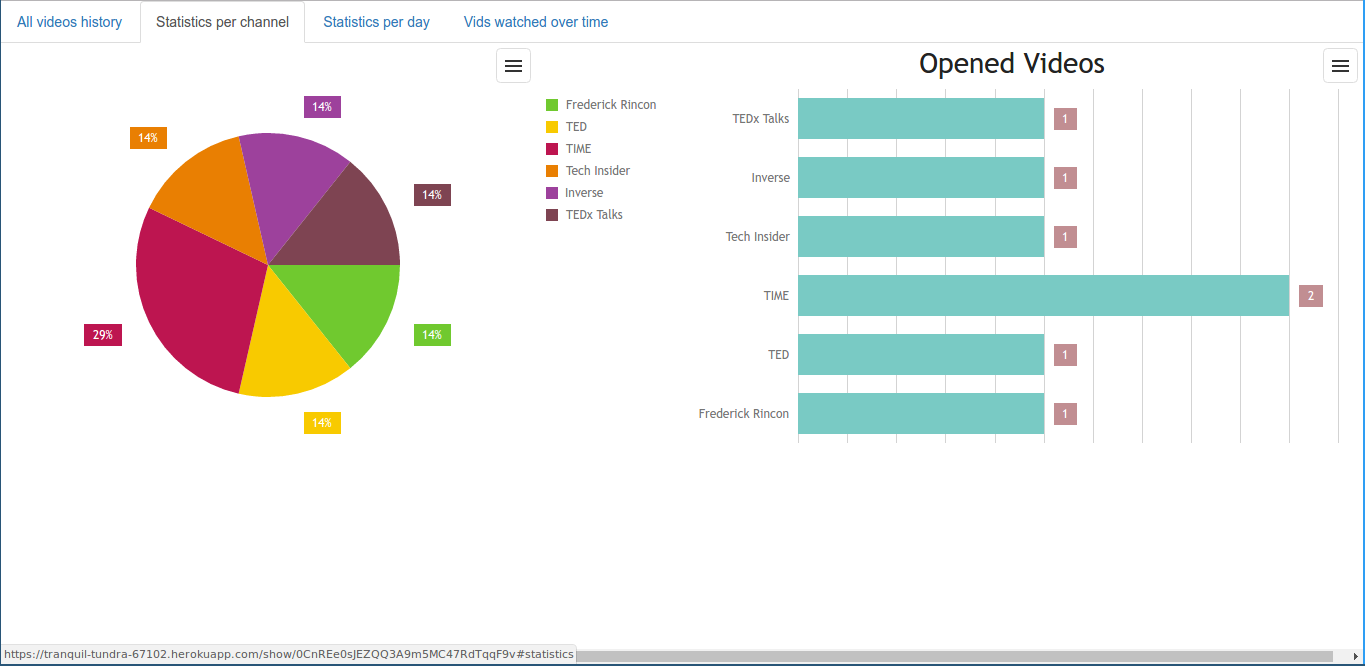 All videos history
Statistics per channel
Statistics per day
Vids watched over time
14%
14%
14%
29%
14%
14%
Frederick Rincon
TED
TIME
Tech Insider
Inverse
TEDx Talks
Opened Videos
TEDx Talks 1
Inverse 1
Tech Insider 1
TIME 2
TED 1
Frederick Rincon 1
https://tranquil-tundra-67102.herokuapp.com/show/0CnREe0sJEZQQ3A9m5MC47RdTqqF9v#statistics